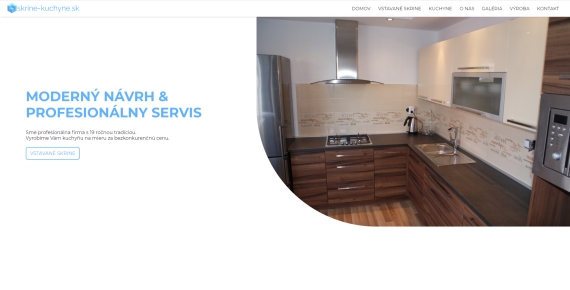 skrine-kuchyne.sk
DOMOV VSTAVANÉ SKRINE KUCHYNE O NÁS GALÉRIA VÝROBA KONTAKT
MODERNÝ NÁVRH &
PROFESIONÁLNY SERVIS
Sme profesionálna firma s 19 ročnou tradíciou.
Vyrobíme Vám kuchyňu na mieru za bezkonkurenčnú cenu.
VSTAVANÉ SKRINE